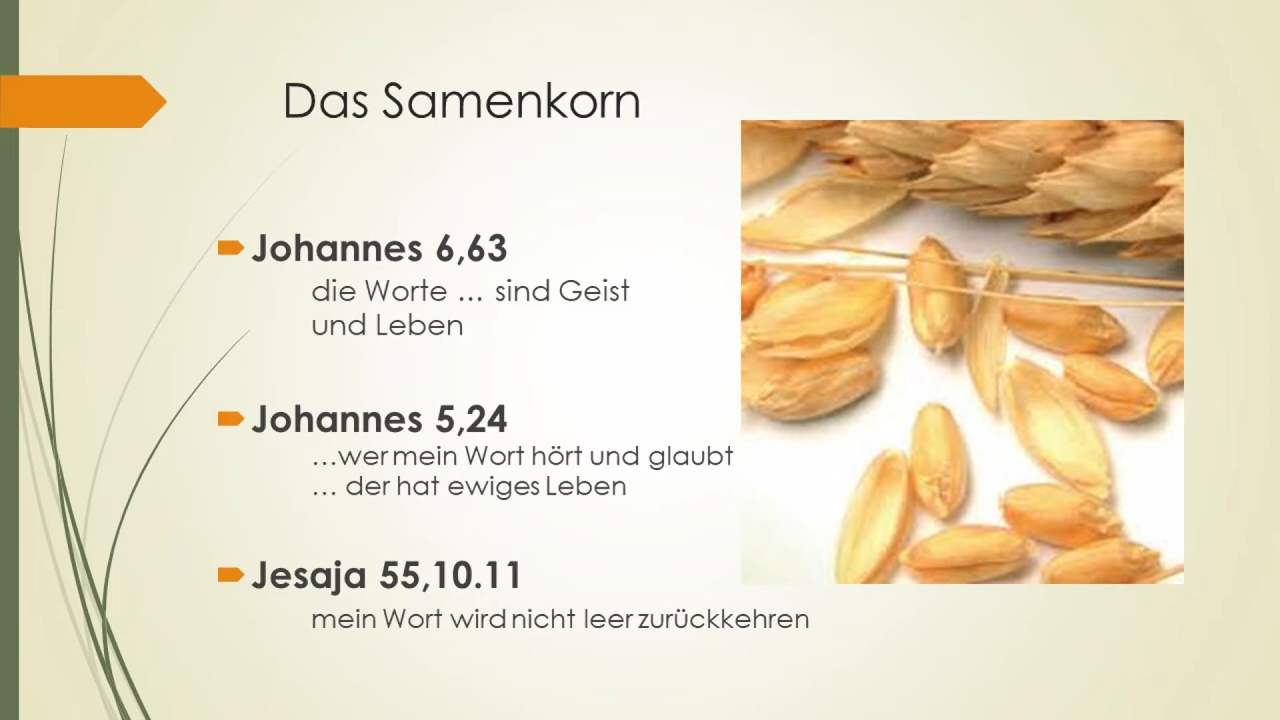 Das Samenkorn
Johannes 6,63
die Worte … sind Geist
und Leben
Johannes 5,24
…wer mein Wort hört und glaubt
… der hat ewiges Leben
Jesaja 55,10.11
mein Wort wird nicht leer zurückkehren